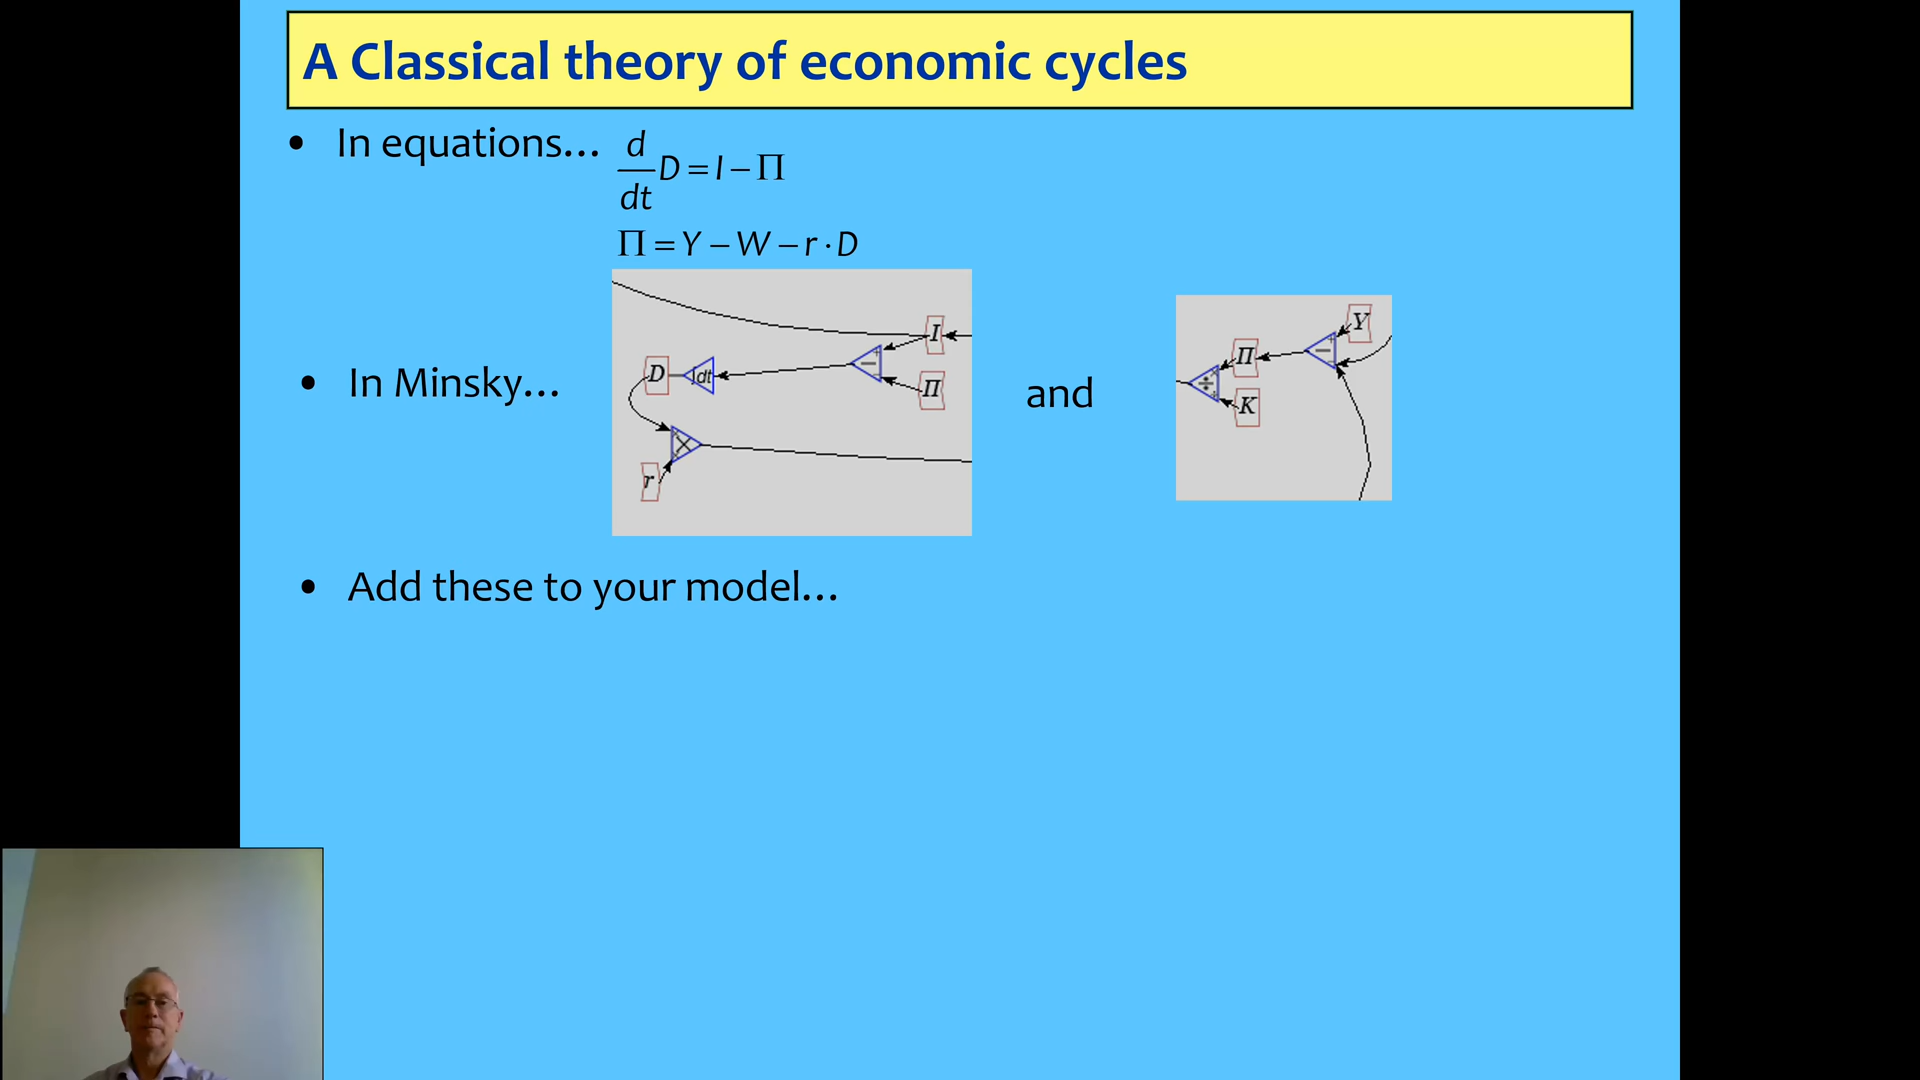 A Classical theory of economic cycles
• In equations… d/dt D = I – Π
Π = Y – W – r · D
• In Minsky…
I
D ∫dt –
Π
×
r
and
Y
Π –
÷
K
• Add these to your model…